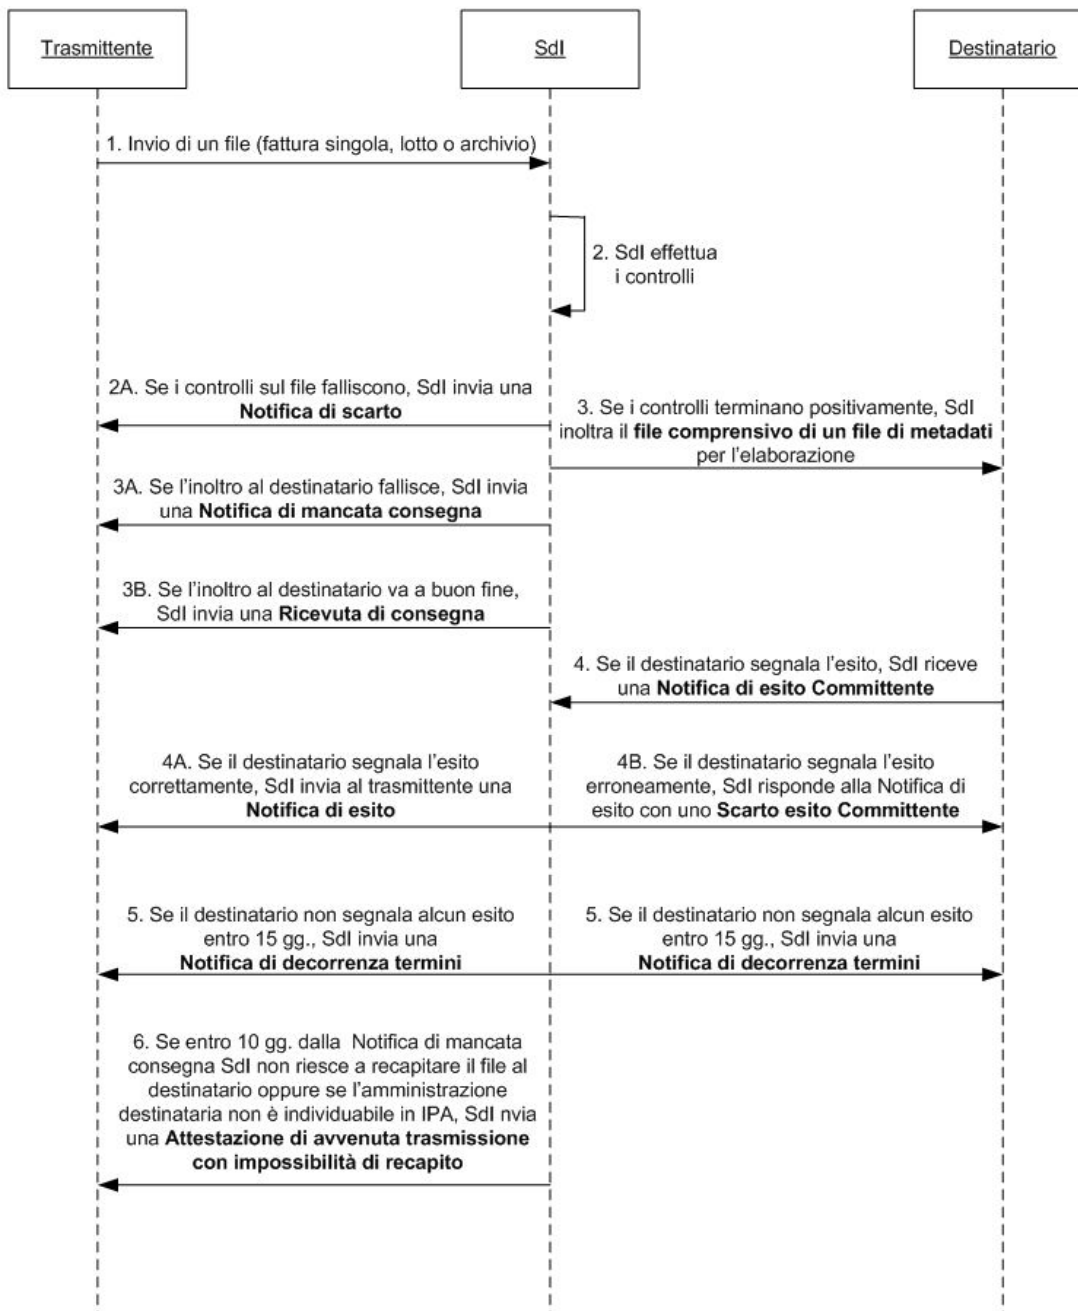 Trasmittente
SdI
Destinatario
1. Invio di un file (fattura singola, lotto o archivio)
2. SdI effettua
i controlli
2A. Se i controlli sul file falliscono, SdI invia una
Notifica di scarto
3. Se i controlli terminano positivamente, SdI
inoltra il file comprensivo di un file di metadati
per l'elaborazione
3A. Se l'inoltro al destinatario fallisce, SdI invia
una Notifica di mancata consegna
3B. Se l'inoltro al destinatario va a buon fine,
SdI invia una Ricevuta di consegna
4. Se il destinatario segnala l'esito, SdI riceve
una Notifica di esito Committente
4A. Se il destinatario segnala l'esito
correttamente, SdI invia al trasmittente una
Notifica di esito
4B. Se il destinatario segnala l'esito
erroneamente, SdI risponde alla Notifica di
esito con uno Scarto esito Committente
5. Se il destinatario non segnala alcun esito
entro 15 gg., SdI invia una
Notifica di decorrenza termini
5. Se il destinatario non segnala alcun esito
entro 15 gg., SdI invia una
Notifica di decorrenza termini
6. Se entro 10 gg. dalla Notifica di mancata
consegna SdI non riesce a recapitare il file al
destinatario oppure se l'amministrazione
destinataria non è individuabile in IPA, SdI nvia
una Attestazione di avvenuta trasmissione
con impossibilità di recapito